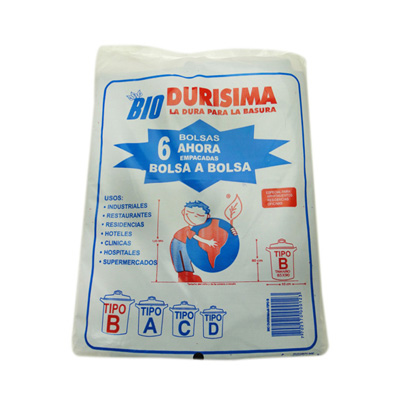 BIO DURISIMA
LA DURA PARA LA BASURA
6 BOLSAS
AHORA
EMPACADAS
BOLSA A BOLSA
USOS:
• INDUSTRIALES
• RESTAURANTES
• RESIDENCIAS
• HOTELES
• CLINICAS
• HOSPITALES
• SUPERMERCADOS
TIPO
B
TIPO
B
TIPO
A
TIPO
C
TIPO
D